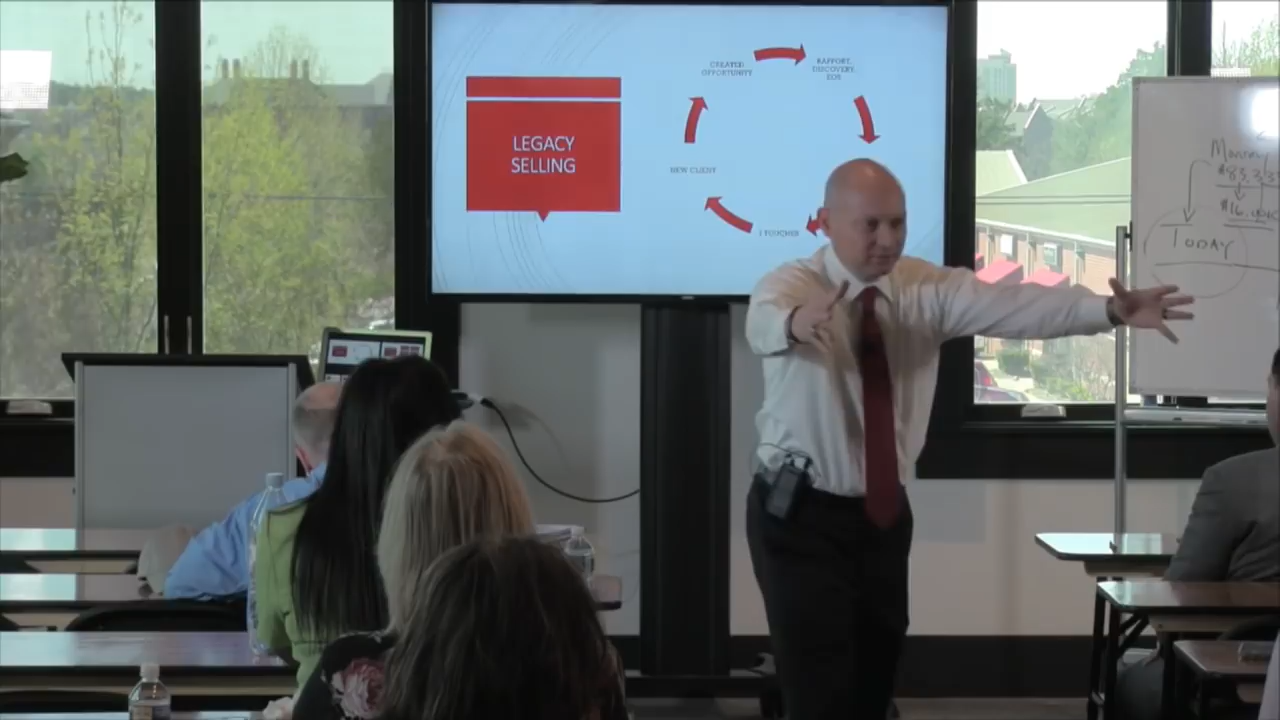 LEGACY
SELLING
CREATED
OPPORTUNITY
RAPPORT,
DISCOVERY,
EOS
NEW CLIENT
TODAY